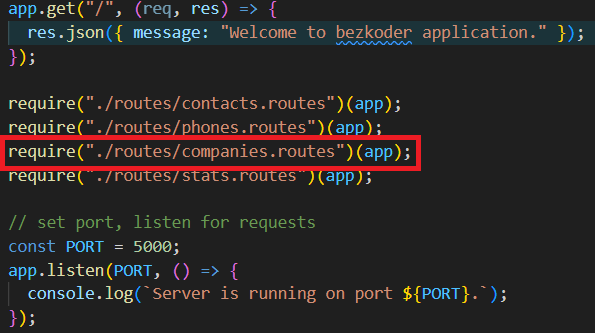 app.get("/", (req, res) => {
  res.json({ message: "Welcome to bezkoder application." });
});
require("./routes/contacts.routes")(app);
require("./routes/phones.routes")(app);
require("./routes/companies.routes")(app);
require("./routes/stats.routes")(app);
// set port, listen for requests
const PORT = 5000;
app.listen(PORT, () => {
  console.log(`Server is running on port ${PORT}.`);
});